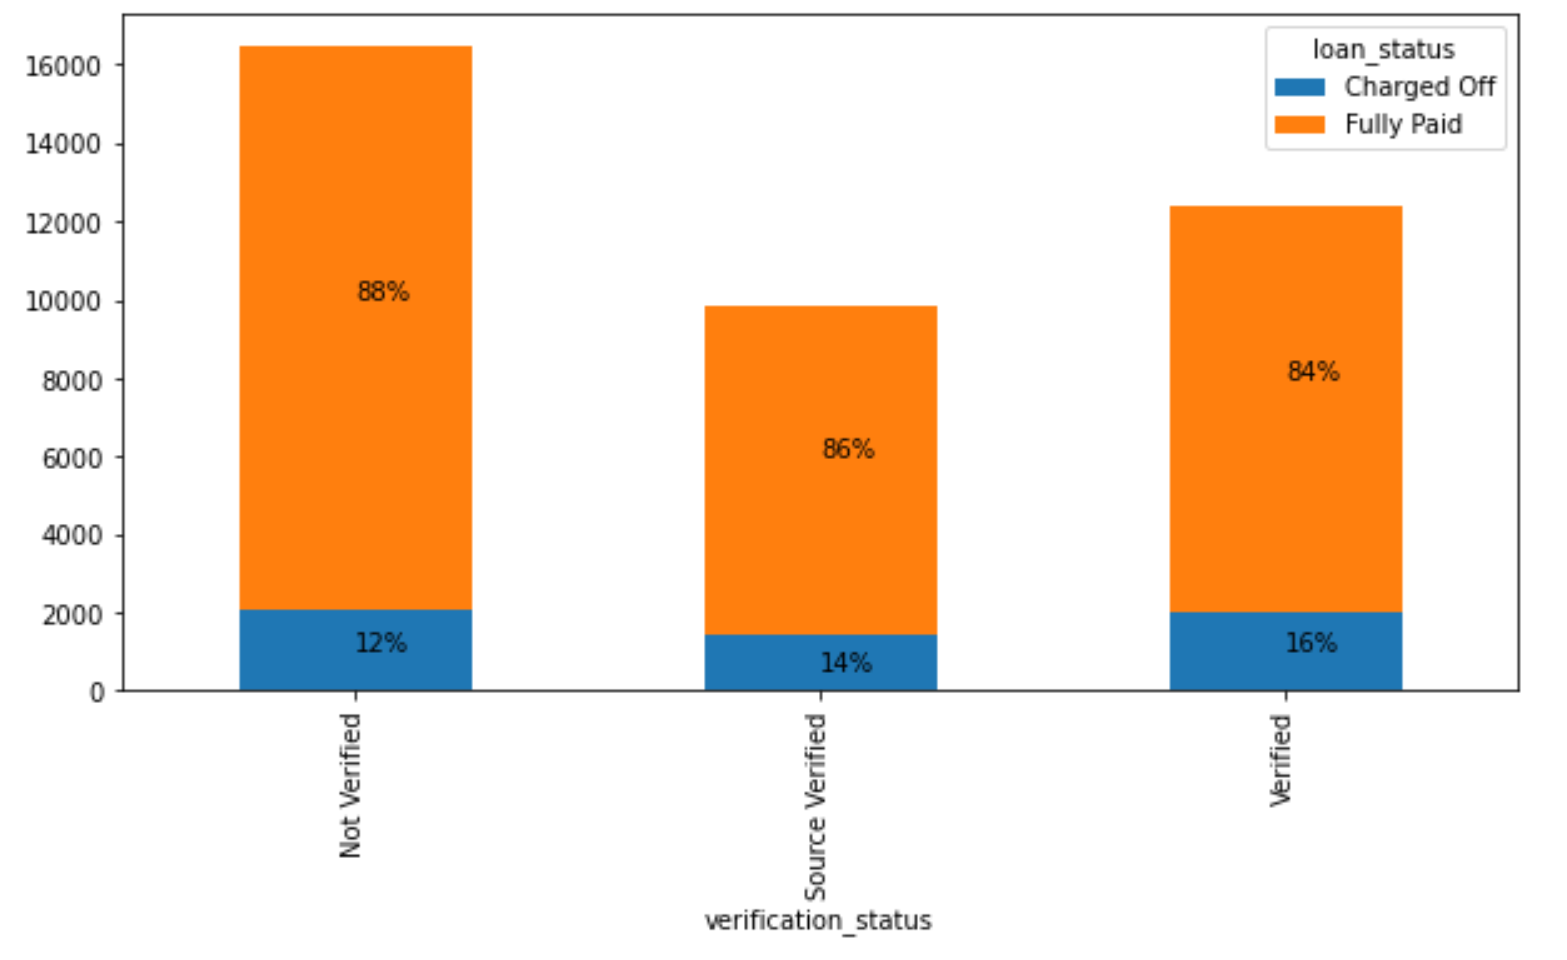 16000
14000
12000
10000
8000
6000
4000
2000
0
loan_status
Charged Off
Fully Paid
88%
12%
86%
14%
84%
16%
Not Verified
Source Verified
Verified
verification_status